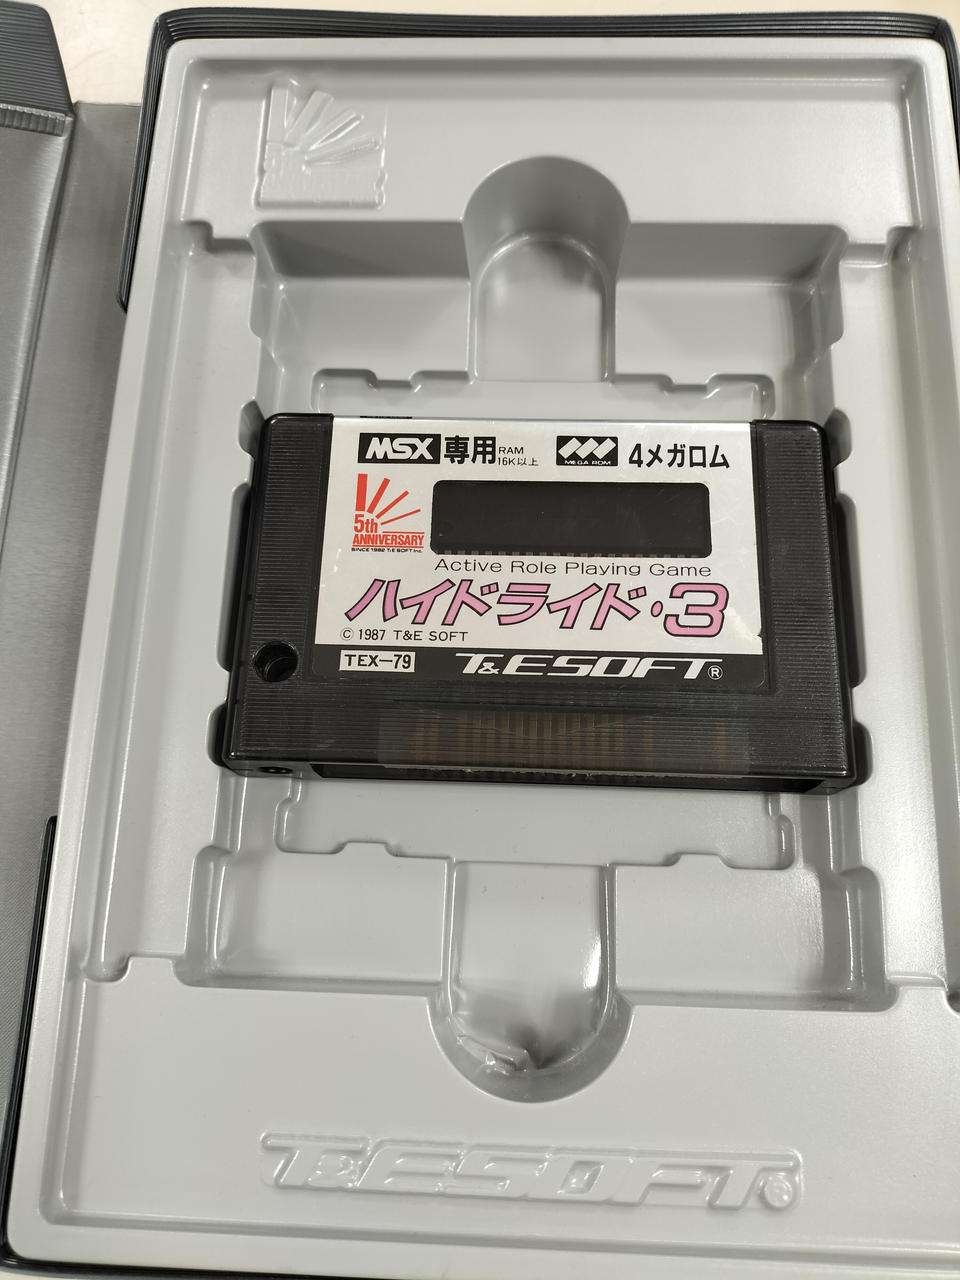 MSX 専用 RAM 16K以上 MEGA ROM 4メガロム
5th
ANNIVERSARY
SINCE 1982 T&E SOFT Inc.
Active Role Playing Game
ハイドライド・3
© 1987 T&E SOFT
TEX-79 T&E SOFT®
T&E SOFT®